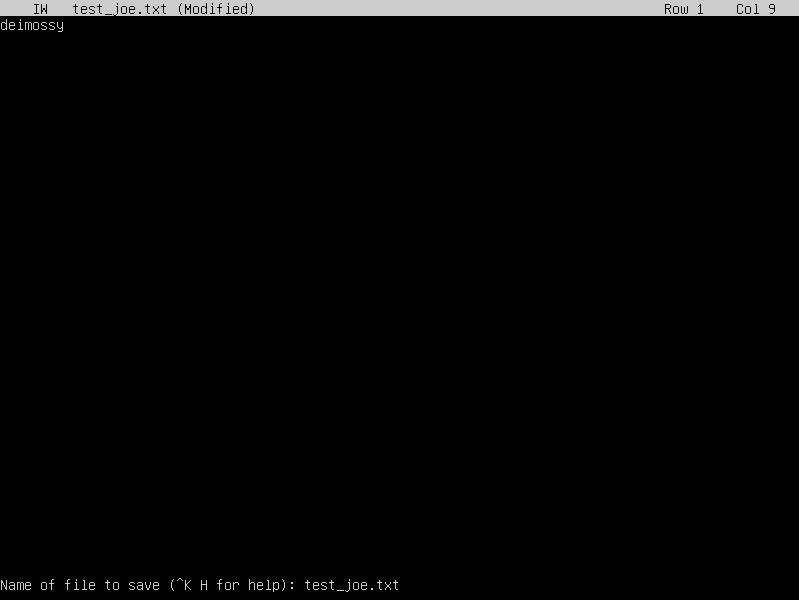 IW test_joe.txt (Modified) Row 1 Col 9
deimossy
Name of file to save (^K H for help): test_joe.txt